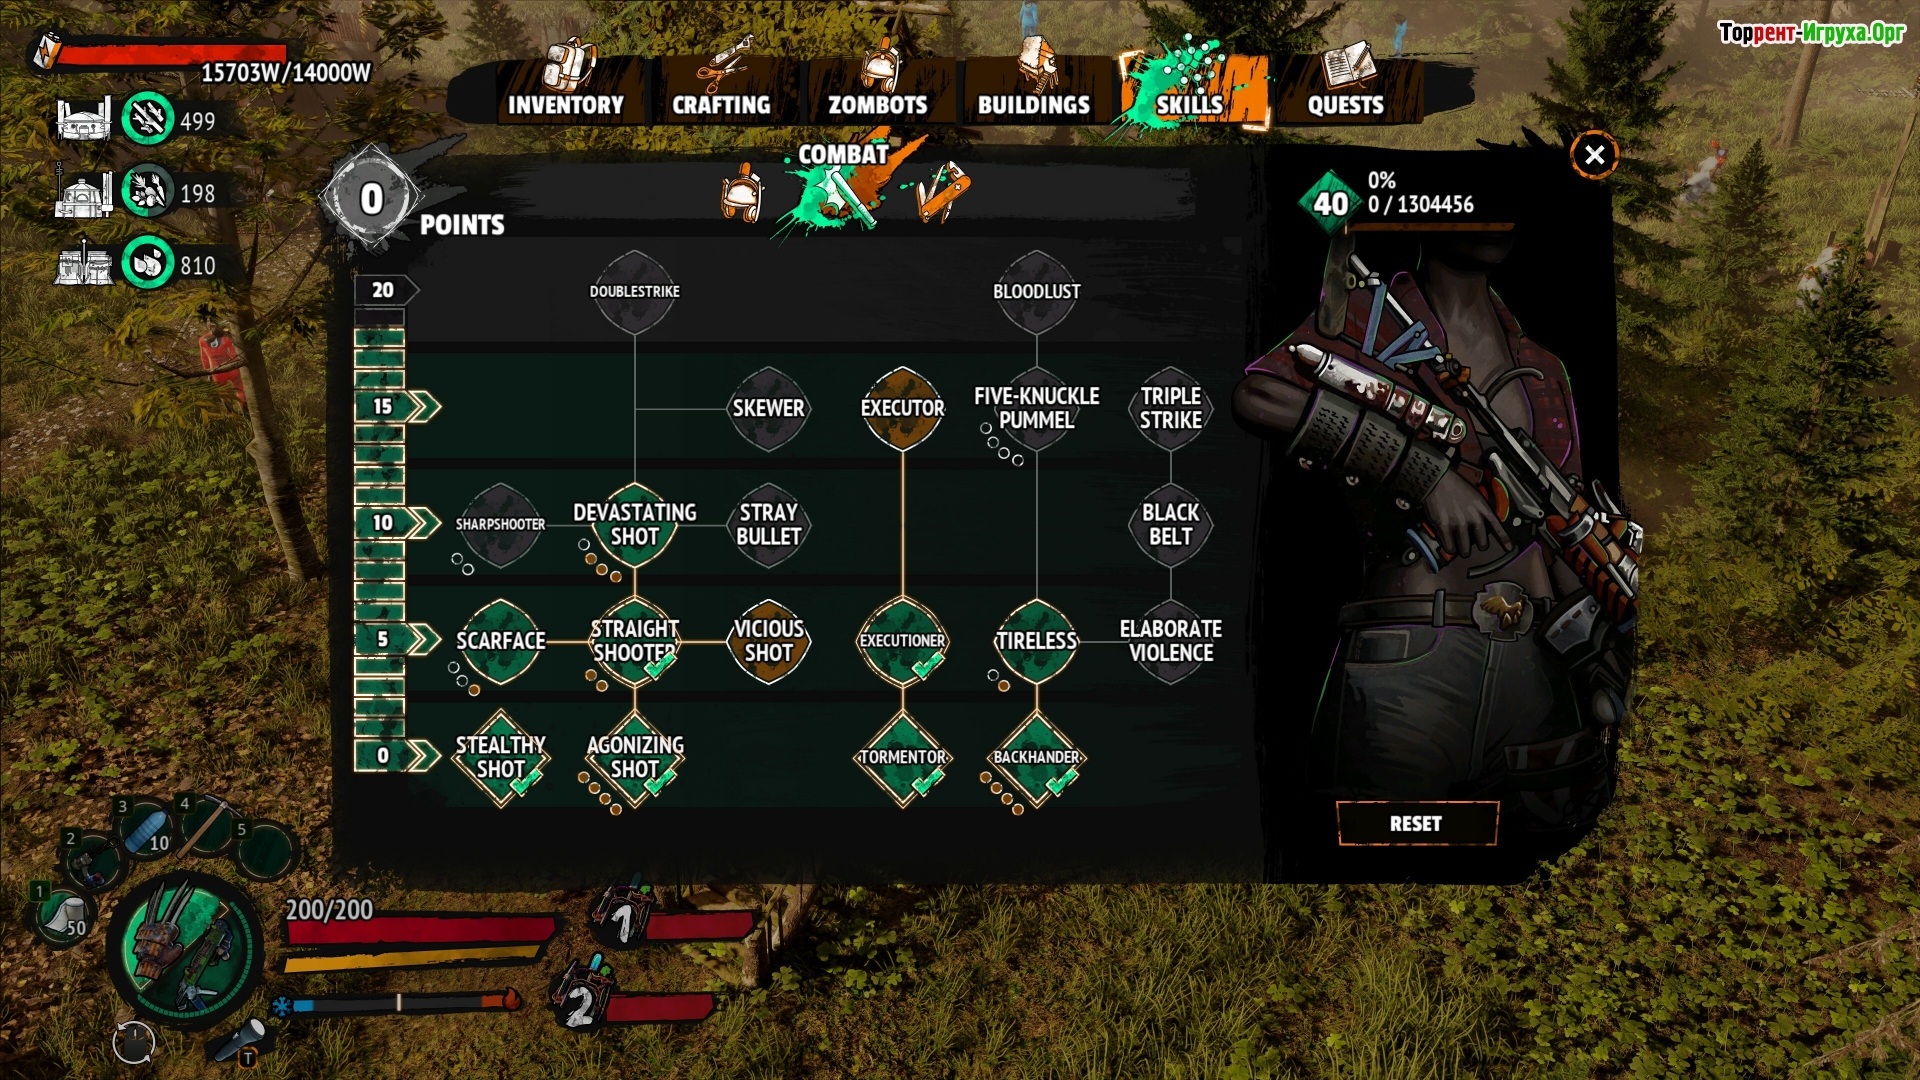 Торрент-Игруха.Орг
15703W/14000W
INVENTORY
CRAFTING
ZOMBOTS
BUILDINGS
SKILLS
QUESTS
499
198
810
COMBAT
0
POINTS
40
0%
0 / 1304456
20
DOUBLESTRIKE
BLOODLUST
15
SKEWER
EXECUTOR
FIVE-KNUCKLE
PUMMEL
TRIPLE
STRIKE
10
SHARPSHOOTER
DEVASTATING
SHOT
STRAY
BULLET
BLACK
BELT
5
SCARFACE
STRAIGHT
SHOOTER
VICIOUS
SHOT
EXECUTIONER
TIRELESS
ELABORATE
VIOLENCE
0
STEALTHY
SHOT
AGONIZING
SHOT
TORMENTOR
BACKHANDER
RESET
1
50
2
3
10
4
5
200/200
1
2
T